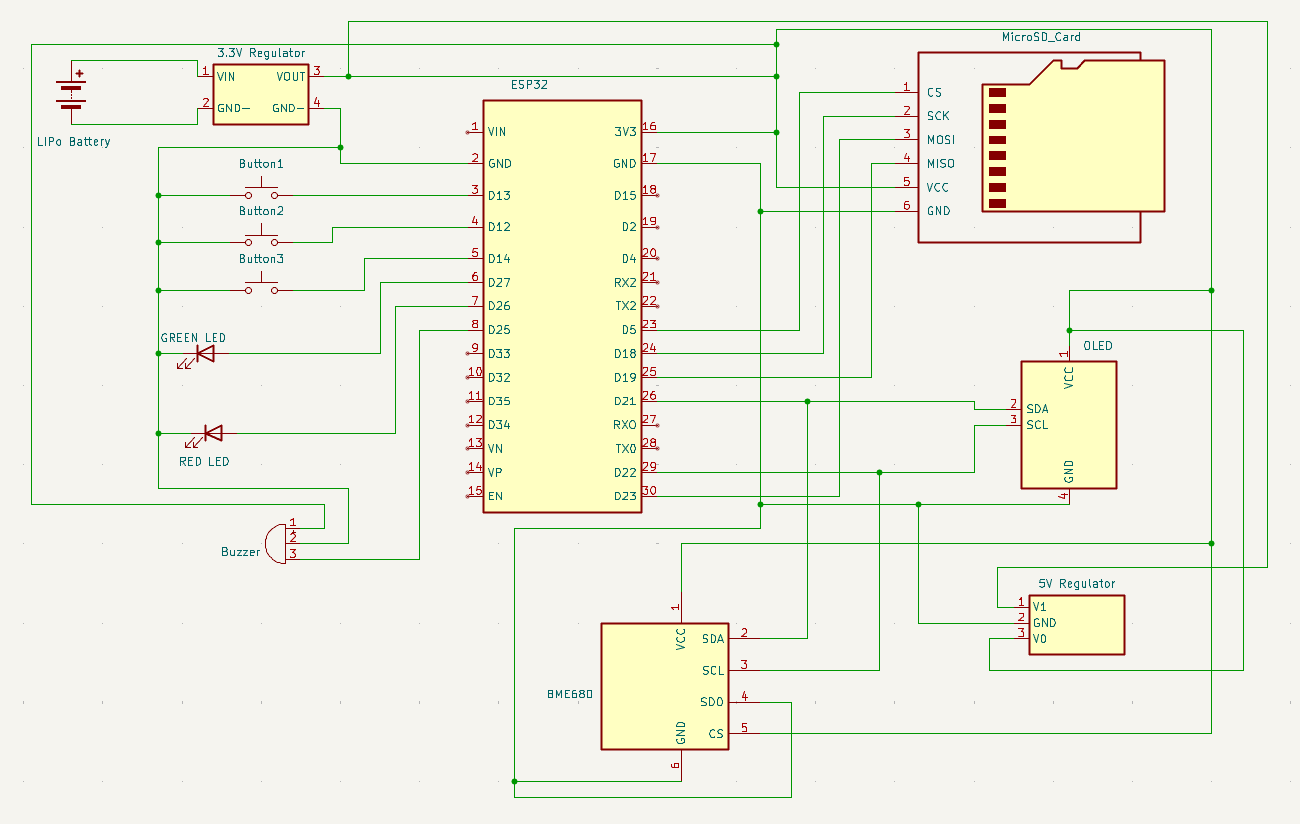 3.3V Regulator
1 VIN VOUT 3
2 GND- GND- 4
+
LIPo Battery
Button1
Button2
Button3
GREEN LED
RED LED
Buzzer
1
2
3
ESP32
1 VIN 3V3 16
2 GND GND 17
3 D13 D15 18
4 D12 D2 19
5 D14 D4 20
6 D27 RX2 21
7 D26 TX2 22
8 D25 D5 23
9 D33 D18 24
10 D32 D19 25
11 D35 D21 26
12 D34 RX0 27
13 VN TX0 28
14 VP D22 29
15 EN D23 30
MicroSD_Card
1 CS
2 SCK
3 MOSI
4 MISO
5 VCC
6 GND
OLED
1 VCC
2 SDA
3 SCL
4 GND
5V Regulator
1 V1
2 GND
3 V0
BME680
1 VCC
SDA 2
SCL 3
SDO 4
CS 5
6 GND